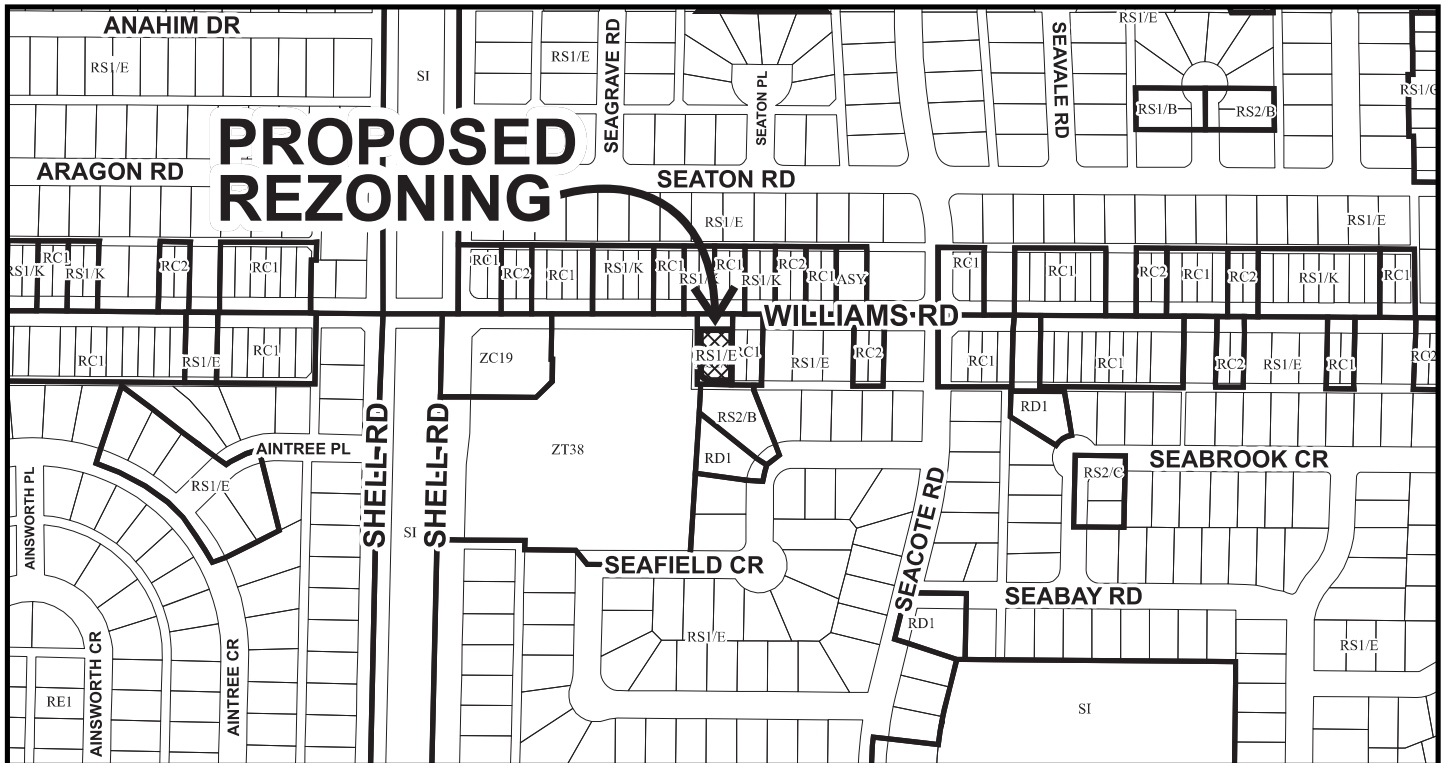 ANAHIM DR
RS1/E
SI
RS1/E
SEAGRAVE RD
SEATON PL
SEAVALE RD
RS1/E
RS1/B
RS2/B
PROPOSED
REZONING
ARAGON RD
SEATON RD
RS1/E
RS1/E
RS1/K
RC1
RS1/K
RC2
RC1
RC1
RC2
RC1
RS1/K
RC1
RC1
RS1/K
RC2
RC1
ASY
RC1
RC1
RC2
RC1
RC2
RS1/K
RC1
WILLIAMS RD
RC1
RS1/E
RC1
ZC19
RS1/E
RC1
RS1/E
RC2
RC1
RC1
RC2
RS1/E
RC1
RC2
SHELL RD
SHELL RD
RS2/B
RD1
RD1
AINTREE PL
ZT38
SEABROOK CR
RS2/C
RS1/E
AINSWORTH PL
SI
SEAFIELD CR
SEACOTE RD
SEABAY RD
RD1
RS1/E
RS1/E
AINSWORTH CR
AINTREE CR
RE1
SI